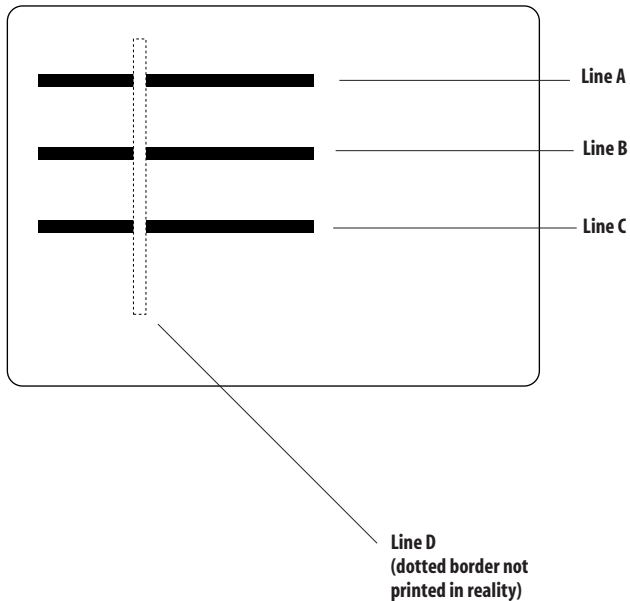 Line A
Line B
Line C
Line D
(dotted border not
printed in reality)